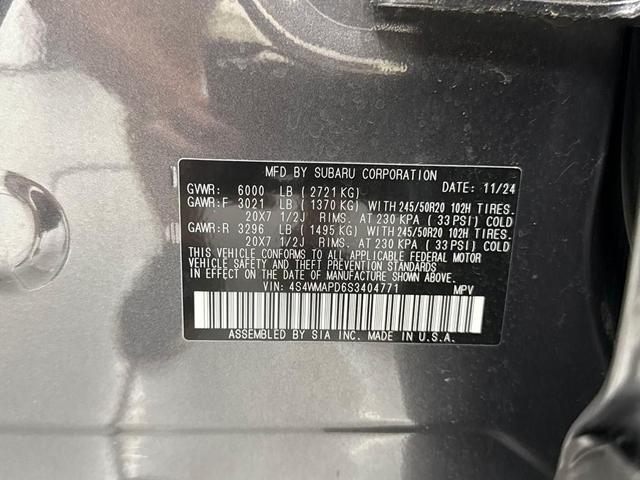 MFD BY SUBARU CORPORATION
GVWR: 6000 LB ( 2721 KG) DATE: 11/24
GAWR:F 3021 LB ( 1370 KG) WITH 245/50R20 102H TIRES.
20X7 1/2J RIMS. AT 230 KPA ( 33 PSI) COLD
GAWR:R 3296 LB ( 1495 KG) WITH 245/50R20 102H TIRES.
20X7 1/2J RIMS. AT 230 KPA ( 33 PSI) COLD
THIS VEHICLE CONFORMS TO ALL APPLICABLE FEDERAL MOTOR
VEHICLE SAFETY AND THEFT PREVENTION STANDARDS IN EFFECT
ON THE DATE OF MANUFACTURE SHOWN ABOVE.
VIN: 4S4WMAPD6S3404771 MPV
ASSEMBLED BY SIA INC. MADE IN U.S.A.